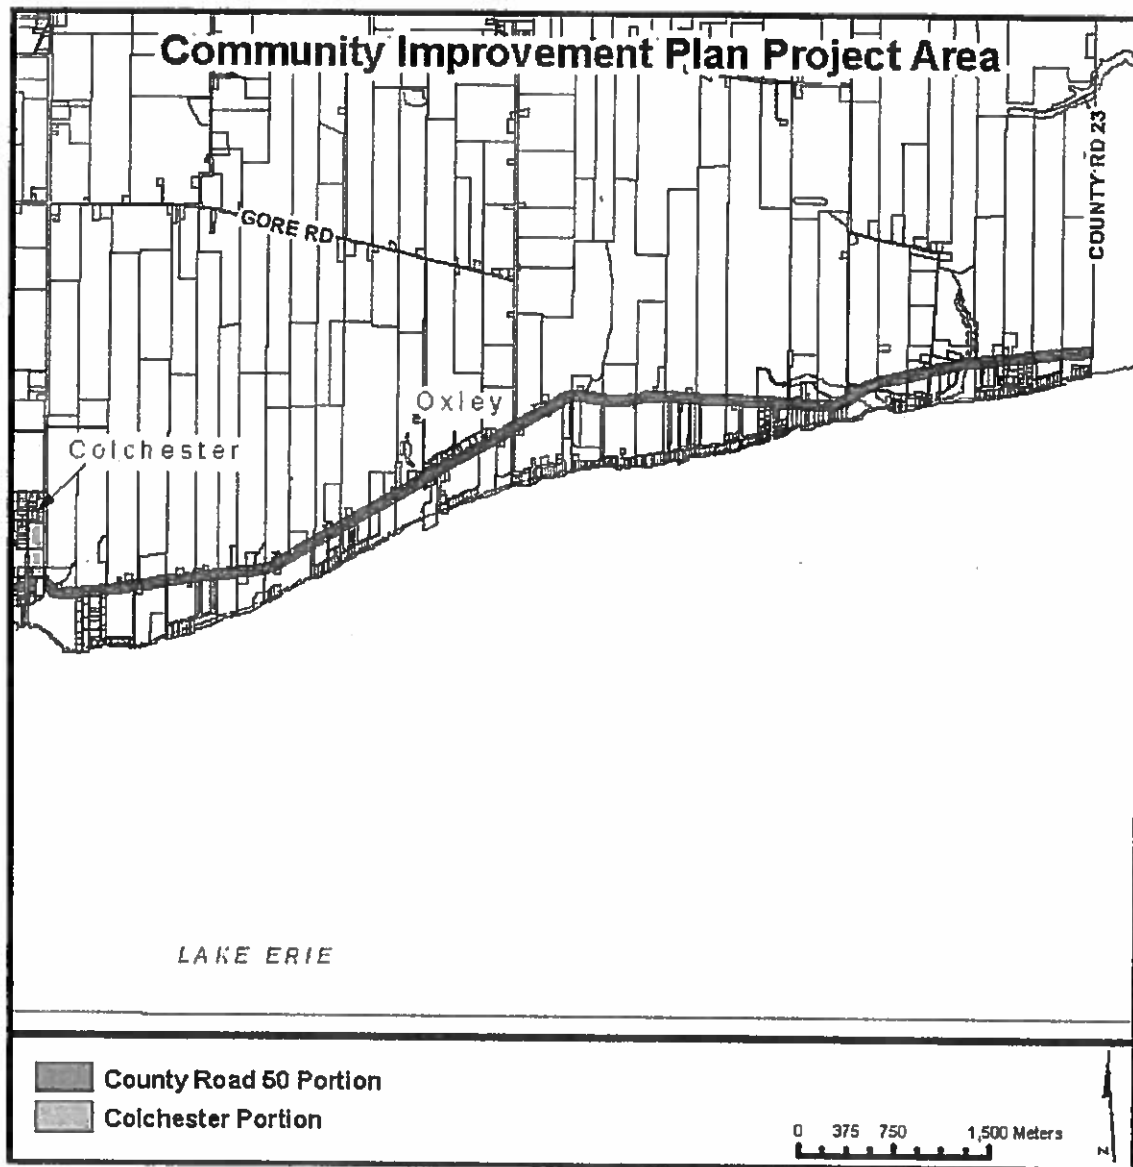 Community Improvement Plan Project Area
COUNTY RD 23
GORE RD
Oxley
Colchester
LAKE ERIE
County Road 50 Portion
Colchester Portion
0 375 750 1,500 Meters
N